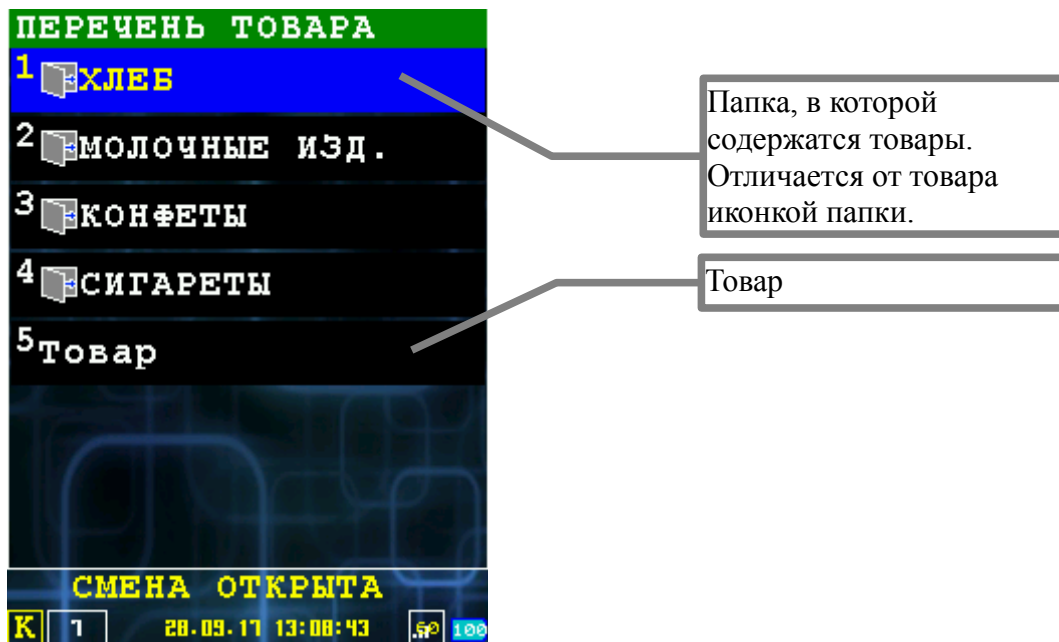 ПЕРЕЧЕНЬ ТОВАРА
1 ХЛЕБ
2 МОЛОЧНЫЕ ИЗД.
3 КОНФЕТЫ
4 СИГАРЕТЫ
5 Товар
Папка, в которой
содержатся товары.
Отличается от товара
иконкой папки.
Товар
СМЕНА ОТКРЫТА
К 1 28.09.17 13:08:43 100